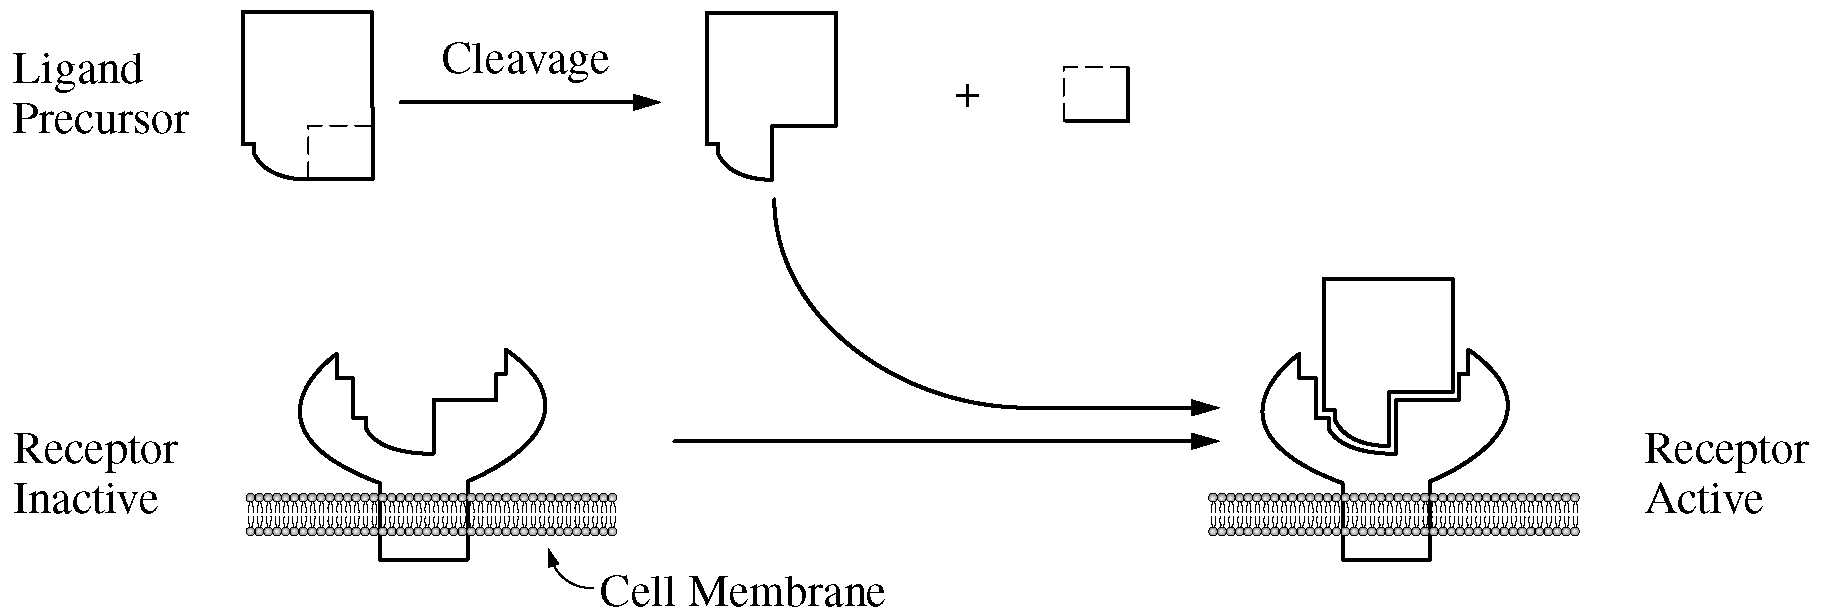 Ligand
Precursor
Cleavage
+
Receptor
Inactive
Receptor
Active
Cell Membrane